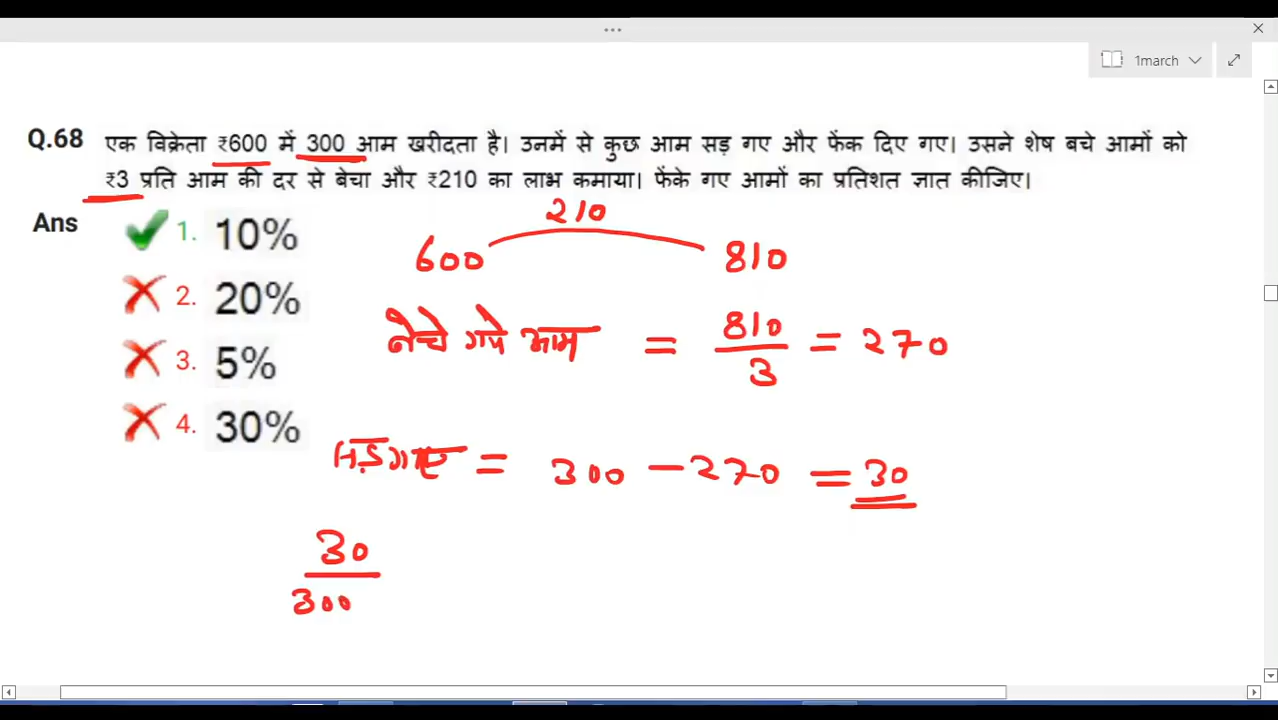 1march
Q.68 एक विक्रेता ₹600 में 300 आम खरीदता है। उनमें से कुछ आम सड़ गए और फेंक दिए गए। उसने शेष बचे आमों को
₹3 प्रति आम की दर से बेचा और ₹210 का लाभ कमाया। फेंके गए आमों का प्रतिशत ज्ञात कीजिए।
Ans
1. 10%
2. 20%
3. 5%
4. 30%
210
600 810
बेचे गये आम = 810/3 = 270
सड़ गए = 300 - 270 = 30
30/300